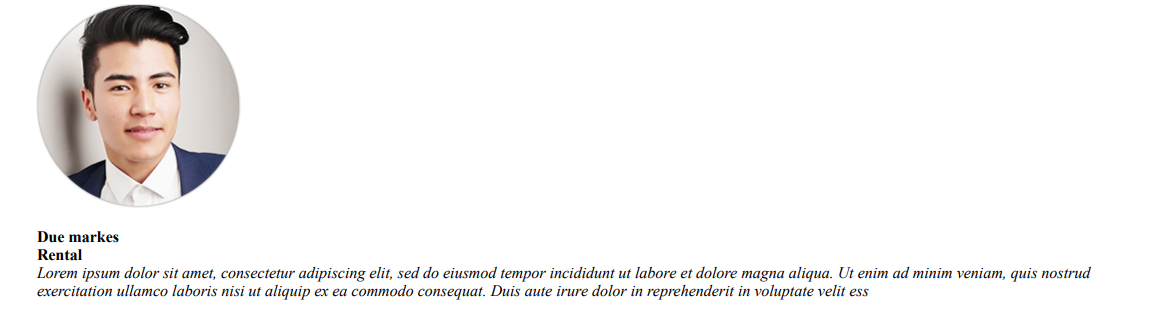 Due markes
Rental
Lorem ipsum dolor sit amet, consectetur adipiscing elit, sed do eiusmod tempor incididunt ut labore et dolore magna aliqua. Ut enim ad minim veniam, quis nostrud
exercitation ullamco laboris nisi ut aliquip ex ea commodo consequat. Duis aute irure dolor in reprehenderit in voluptate velit ess